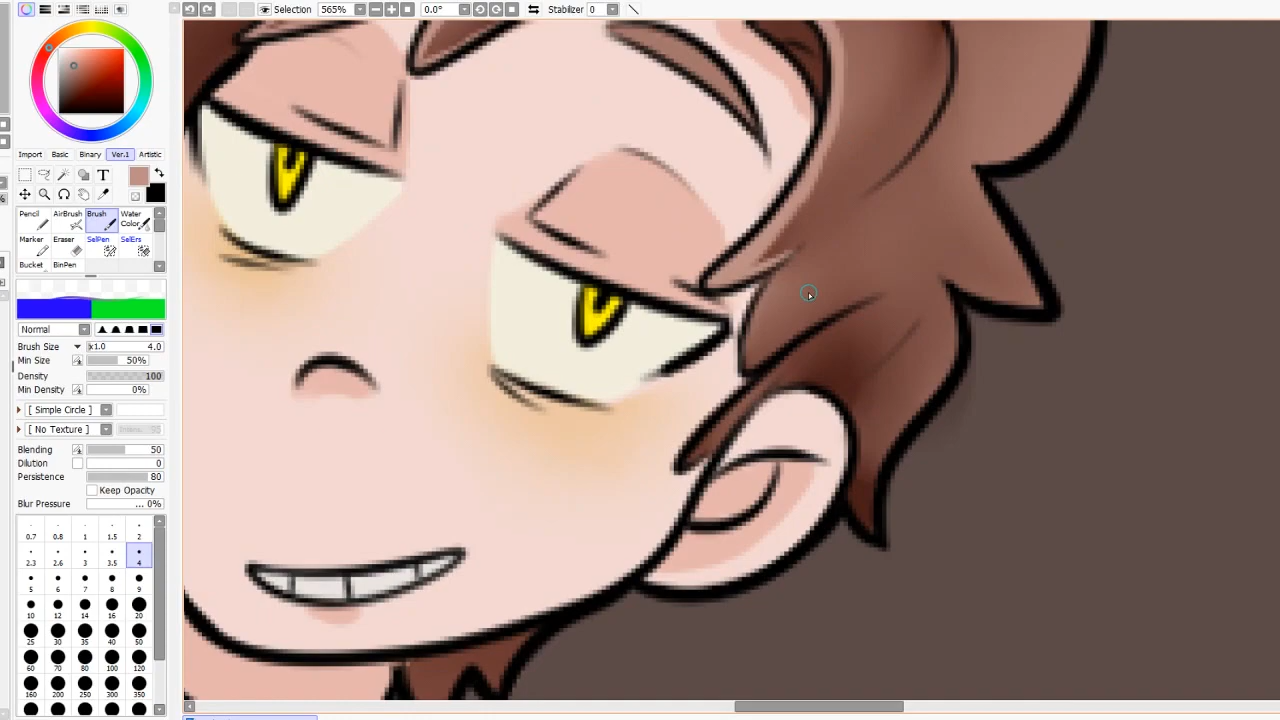 Selection 565% 0.0° Stabilizer 0
Import Basic Binary Ver.1 Artistic
T
Pencil AirBrush Brush Water Color
Marker Eraser SelPen SelErs
Bucket BinPen
Normal
Brush Size x1.0 4.0
Min Size 50%
Density 100
Min Density 0%
[ Simple Circle ]
[ No Texture ]
Blending 50
Dilution 0
Persistence 80
Keep Opacity
Blur Pressure ... 0%
0.7 0.8 1 1.5 2
2.3 2.6 3 3.5 4
5 6 7 8 9
10 12 14 16 20
25 30 35 40 50
60 70 80 100 120
160 200 250 300 350